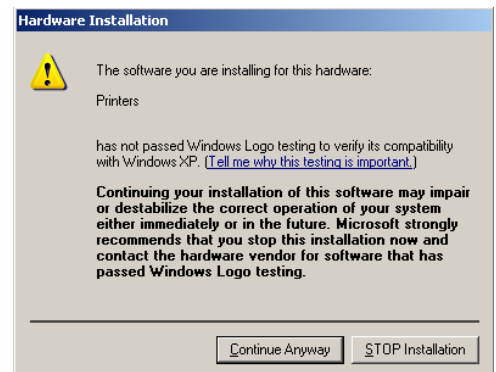 Hardware Installation
The software you are installing for this hardware:
Printers
has not passed Windows Logo testing to verify its compatibility
with Windows XP. (Tell me why this testing is important.)
Continuing your installation of this software may impair
or destabilize the correct operation of your system
either immediately or in the future. Microsoft strongly
recommends that you stop this installation now and
contact the hardware vendor for software that has
passed Windows Logo testing.
Continue Anyway STOP Installation